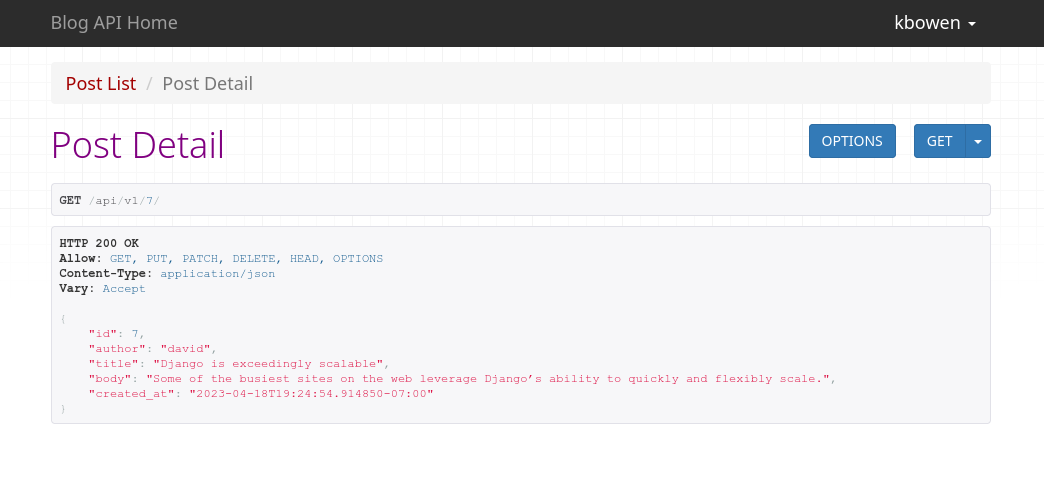 Blog API Home kbowen
Post List / Post Detail
Post Detail OPTIONS GET
GET /api/v1/7/
HTTP 200 OK
Allow: GET, PUT, PATCH, DELETE, HEAD, OPTIONS
Content-Type: application/json
Vary: Accept
{
"id": 7,
"author": "david",
"title": "Django is exceedingly scalable",
"body": "Some of the busiest sites on the web leverage Django’s ability to quickly and flexibly scale.",
"created_at": "2023-04-18T19:24:54.914850-07:00"
}